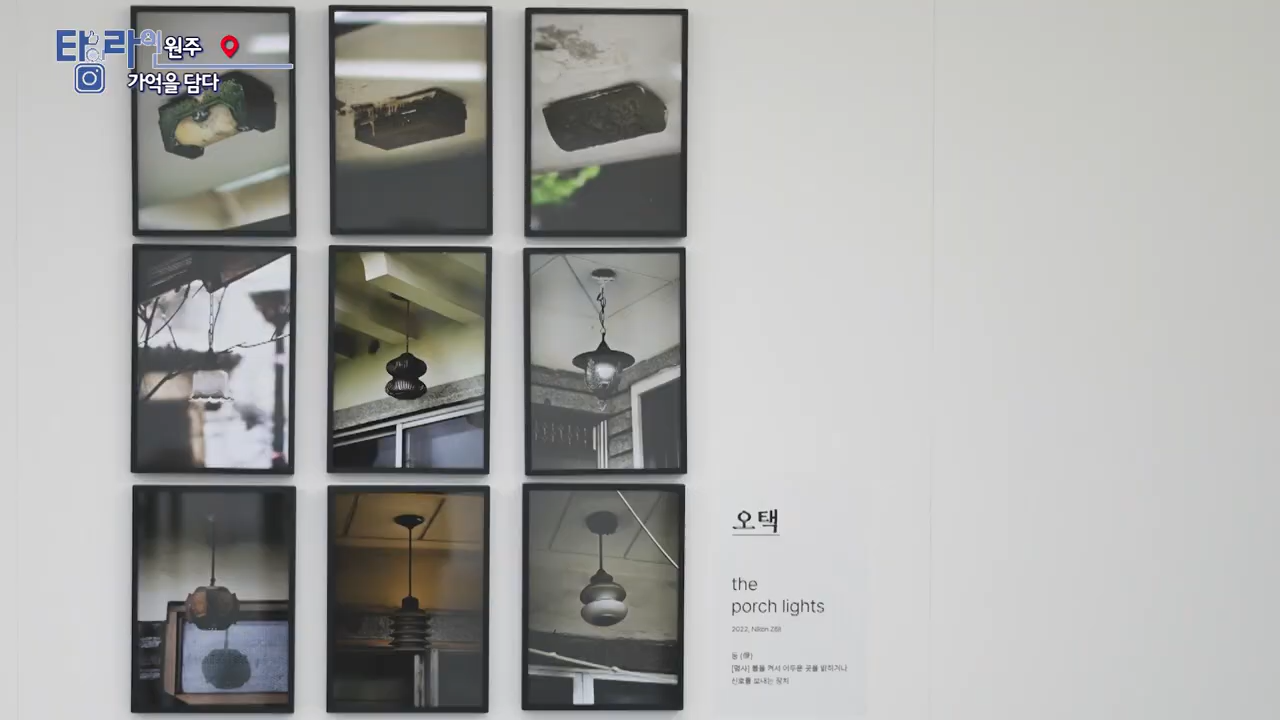 탐라의 원주
가억을 담다
오택
the
porch lights
2022, Nikon Z6II
등 (燈)
[명사] 불을 켜서 어두운 곳을 밝히거나
신호를 보내는 장치